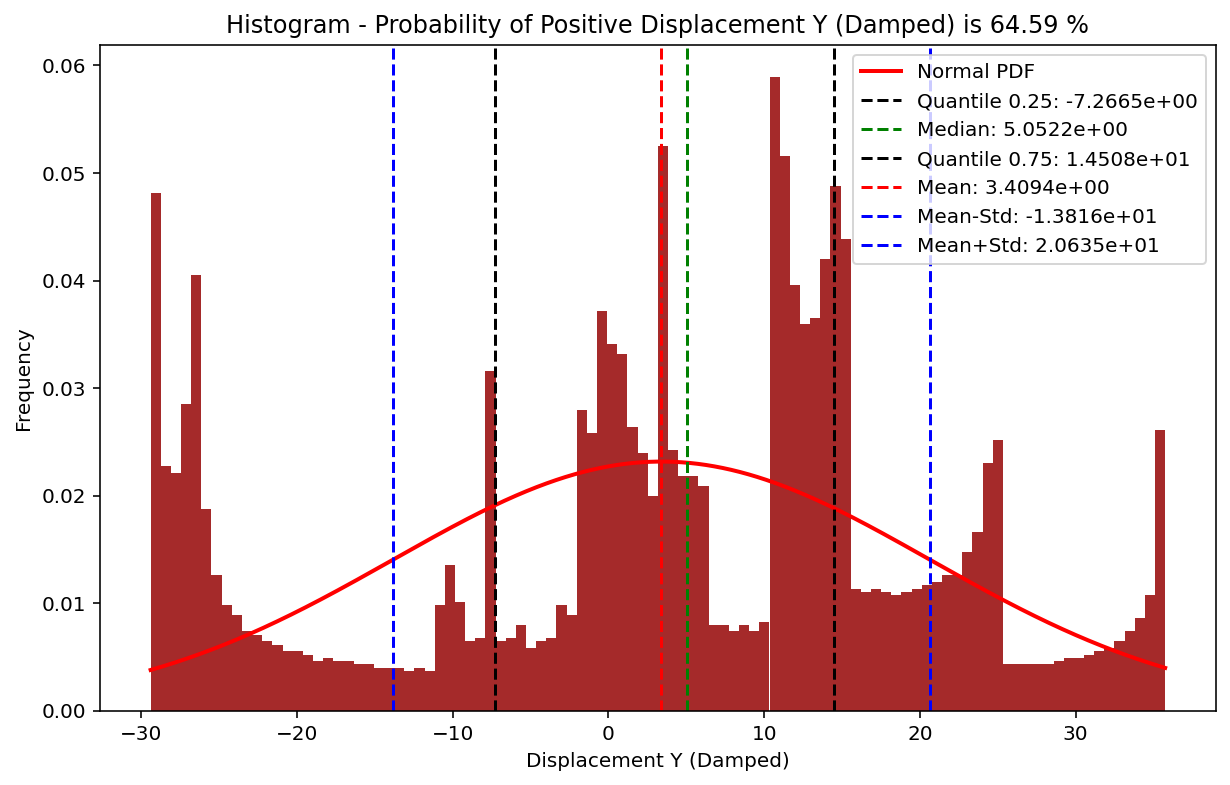 Histogram - Probability of Positive Displacement Y (Damped) is 64.59 %
Normal PDF
Quantile 0.25: -7.2665e+00
Median: 5.0522e+00
Quantile 0.75: 1.4508e+01
Mean: 3.4094e+00
Mean-Std: -1.3816e+01
Mean+Std: 2.0635e+01
Frequency
0.06
0.05
0.04
0.03
0.02
0.01
0.00
−30 −20 −10 0 10 20 30
Displacement Y (Damped)